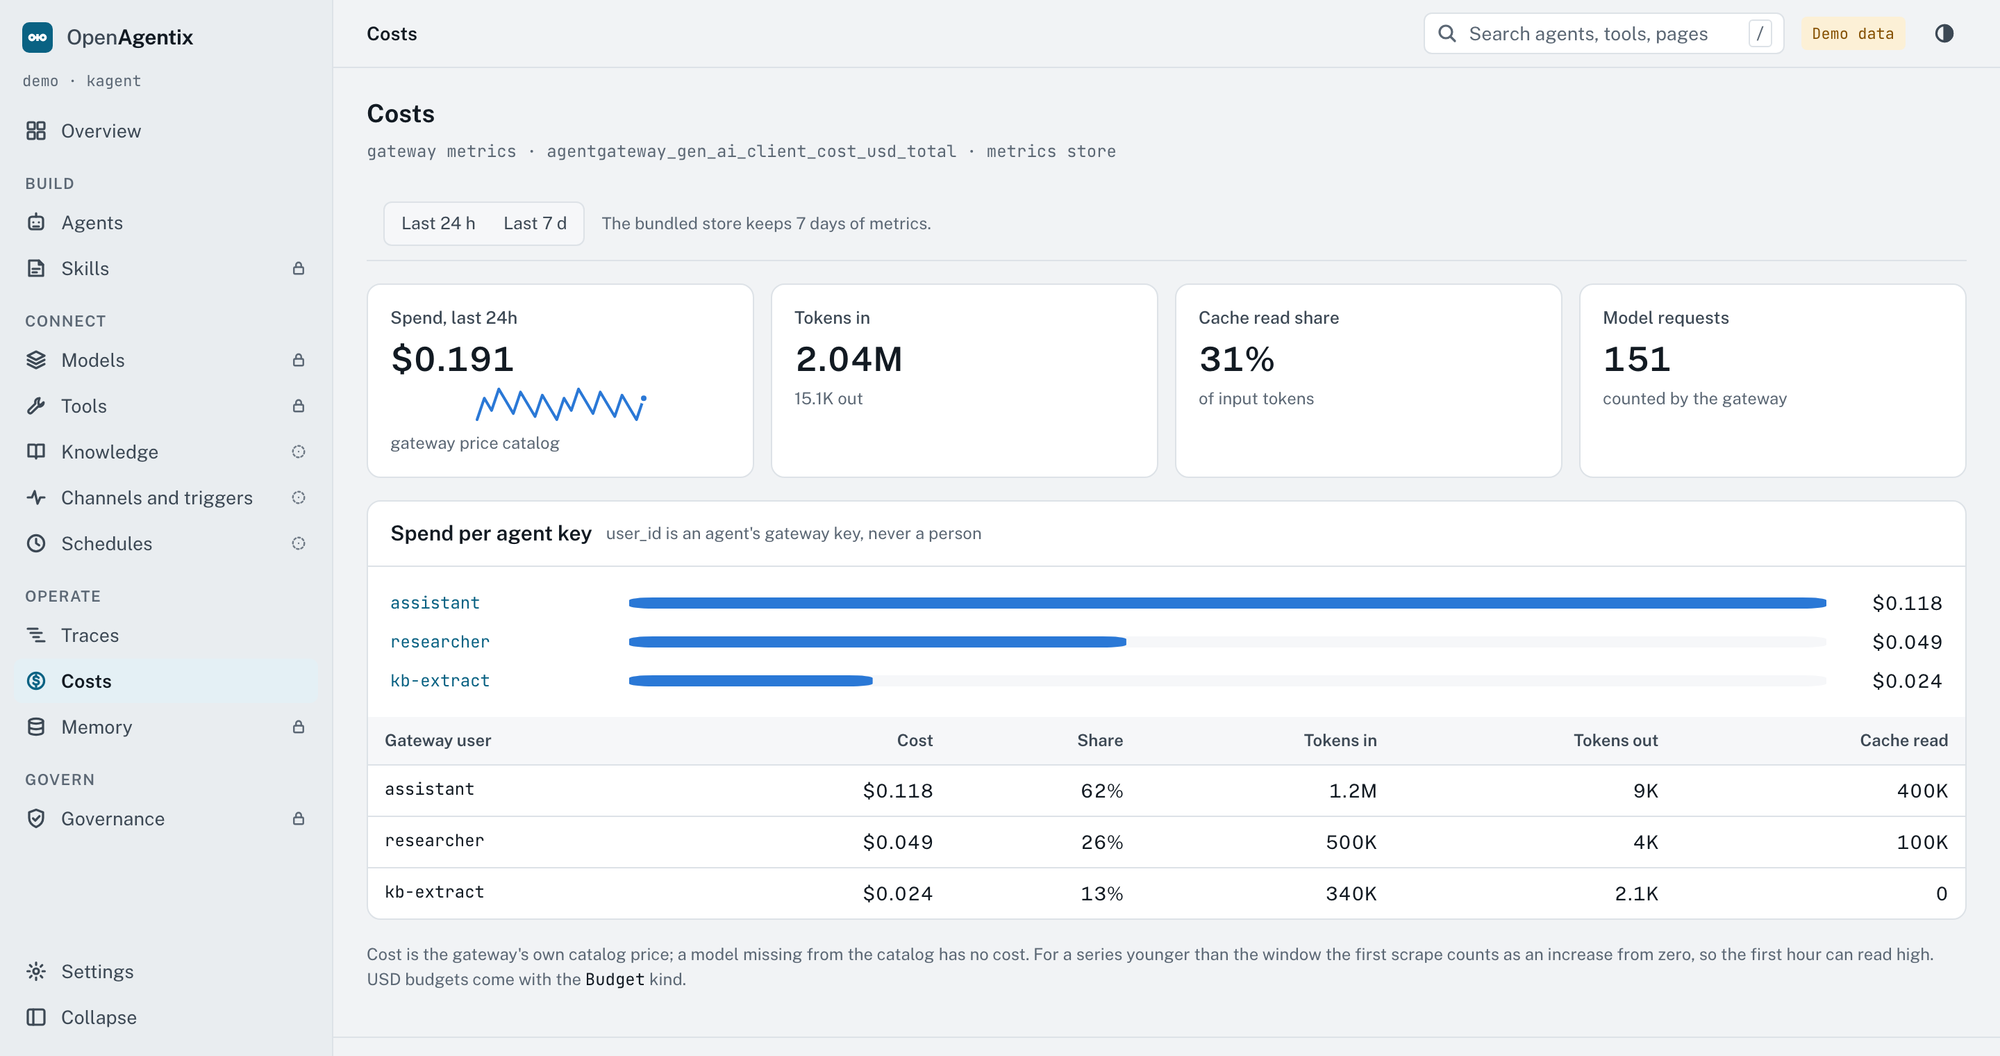 OpenAgentix
demo · kagent
Overview
BUILD
Agents
Skills
CONNECT
Models
Tools
Knowledge
Channels and triggers
Schedules
OPERATE
Traces
Costs
Memory
GOVERN
Governance
Settings
Collapse
Costs
Search agents, tools, pages /
Demo data
Costs
gateway metrics · agentgateway_gen_ai_client_cost_usd_total · metrics store
Last 24 h Last 7 d The bundled store keeps 7 days of metrics.
Spend, last 24h
$0.191
gateway price catalog
Tokens in
2.04M
15.1K out
Cache read share
31%
of input tokens
Model requests
151
counted by the gateway
Spend per agent key user_id is an agent's gateway key, never a person
assistant $0.118
researcher $0.049
kb-extract $0.024
Gateway user Cost Share Tokens in Tokens out Cache read
assistant $0.118 62% 1.2M 9K 400K
researcher $0.049 26% 500K 4K 100K
kb-extract $0.024 13% 340K 2.1K 0
Cost is the gateway's own catalog price; a model missing from the catalog has no cost. For a series younger than the window the first scrape counts as an increase from zero, so the first hour can read high.
USD budgets come with the Budget kind.